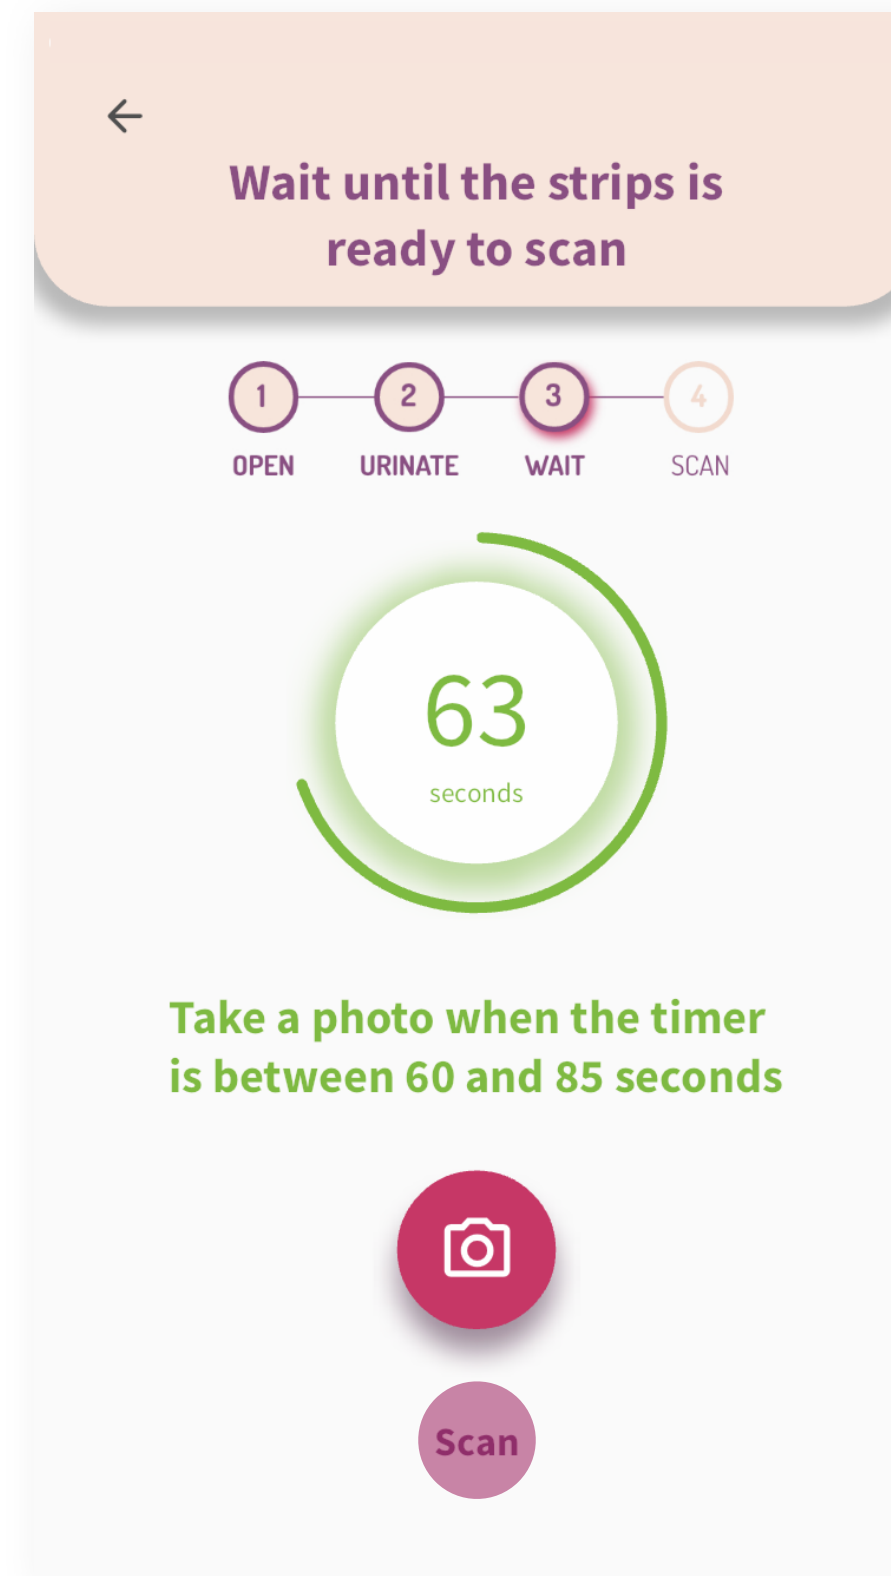 Wait until the strips is
ready to scan
1 2 3 4
OPEN URINATE WAIT SCAN
63
seconds
Take a photo when the timer
is between 60 and 85 seconds
Scan